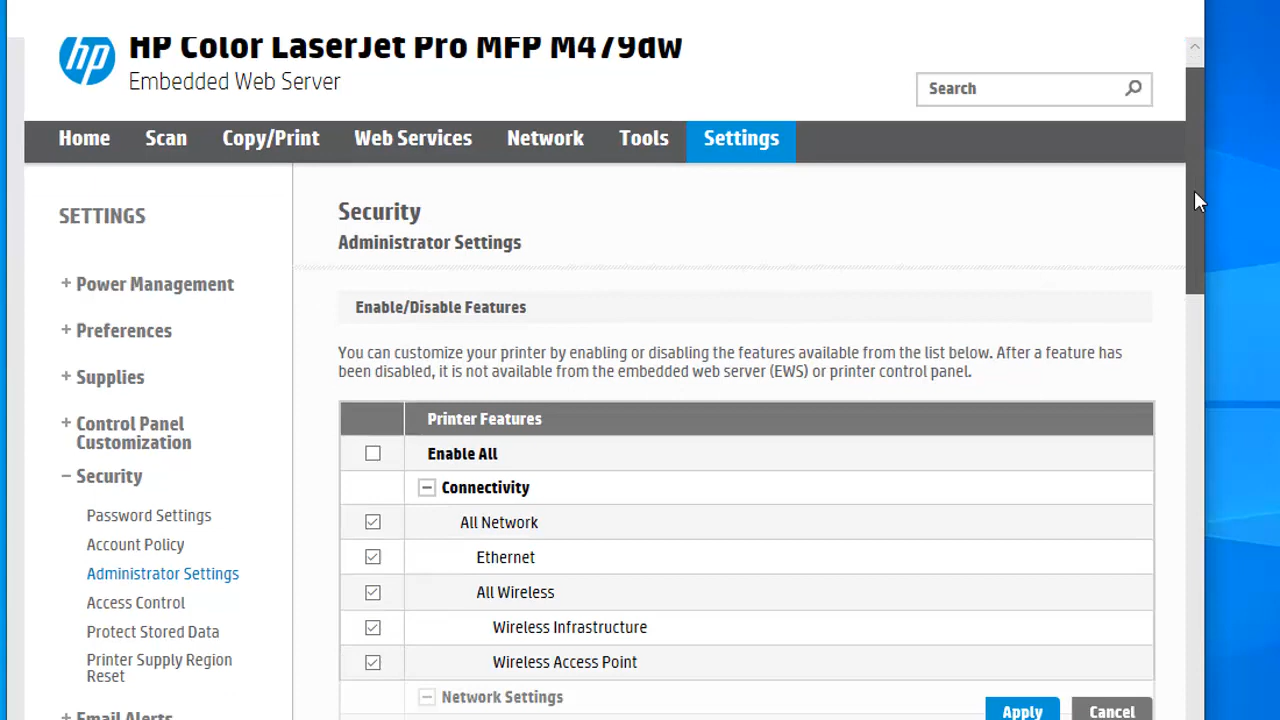 hp
HP Color LaserJet Pro MFP M479dw
Embedded Web Server
Search
Home Scan Copy/Print Web Services Network Tools Settings
SETTINGS
+ Power Management
+ Preferences
+ Supplies
+ Control Panel
Customization
− Security
Password Settings
Account Policy
Administrator Settings
Access Control
Protect Stored Data
Printer Supply Region
Reset
+ Email Alerts
Security
Administrator Settings
Enable/Disable Features
You can customize your printer by enabling or disabling the features available from the list below. After a feature has
been disabled, it is not available from the embedded web server (EWS) or printer control panel.
Printer Features
Enable All
Connectivity
All Network
Ethernet
All Wireless
Wireless Infrastructure
Wireless Access Point
Network Settings
Apply Cancel